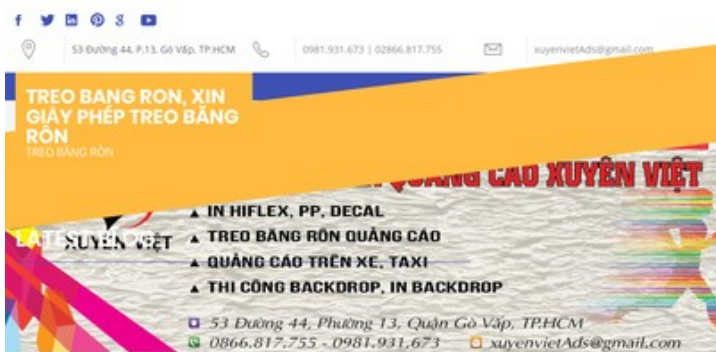 53 Đường 44, P.13, Gò Vấp, TP.HCM
0981.931.673 | 02866.817.755
xuyenvietAds@gmail.com
TREO BANG RON, XIN
GIẤY PHÉP TREO BĂNG
RÔN
TREO BĂNG RÔN
QUẢNG CÁO XUYÊN VIỆT
LATEST BLOG
XUYÊN VIỆT
▲ IN HIFLEX, PP, DECAL
▲ TREO BĂNG RÔN QUẢNG CÁO
▲ QUẢNG CÁO TRÊN XE, TAXI
▲ THI CÔNG BACKDROP, IN BACKDROP
53 Đường 44, Phường 13, Quận Gò Vấp, TP.HCM
0866.817.755 - 0981.931.673
xuyenvietAds@gmail.com